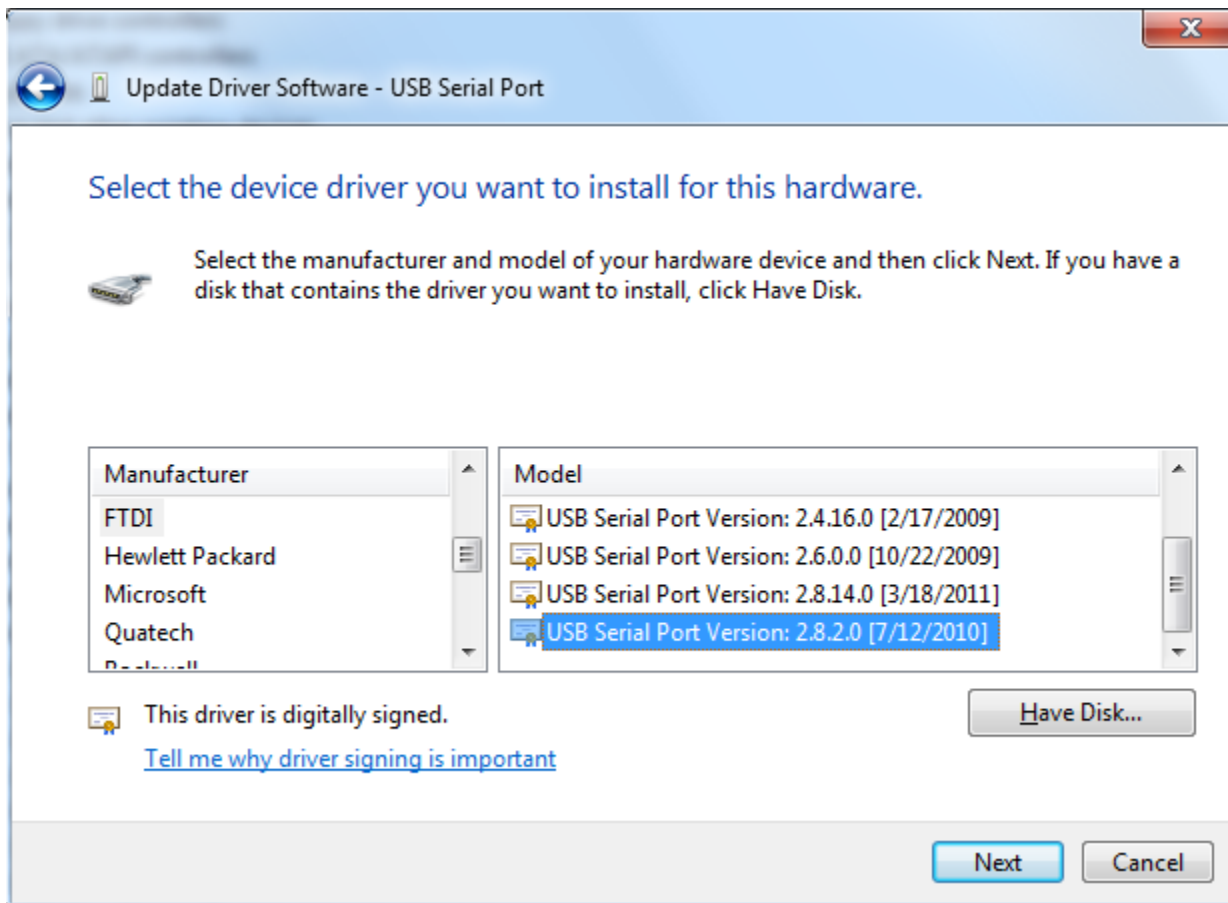 Update Driver Software - USB Serial Port
Select the device driver you want to install for this hardware.
Select the manufacturer and model of your hardware device and then click Next. If you have a
disk that contains the driver you want to install, click Have Disk.
Manufacturer
FTDI
Hewlett Packard
Microsoft
Quatech
Model
USB Serial Port Version: 2.4.16.0 [2/17/2009]
USB Serial Port Version: 2.6.0.0 [10/22/2009]
USB Serial Port Version: 2.8.14.0 [3/18/2011]
USB Serial Port Version: 2.8.2.0 [7/12/2010]
This driver is digitally signed.
Have Disk...
Tell me why driver signing is important
Next
Cancel